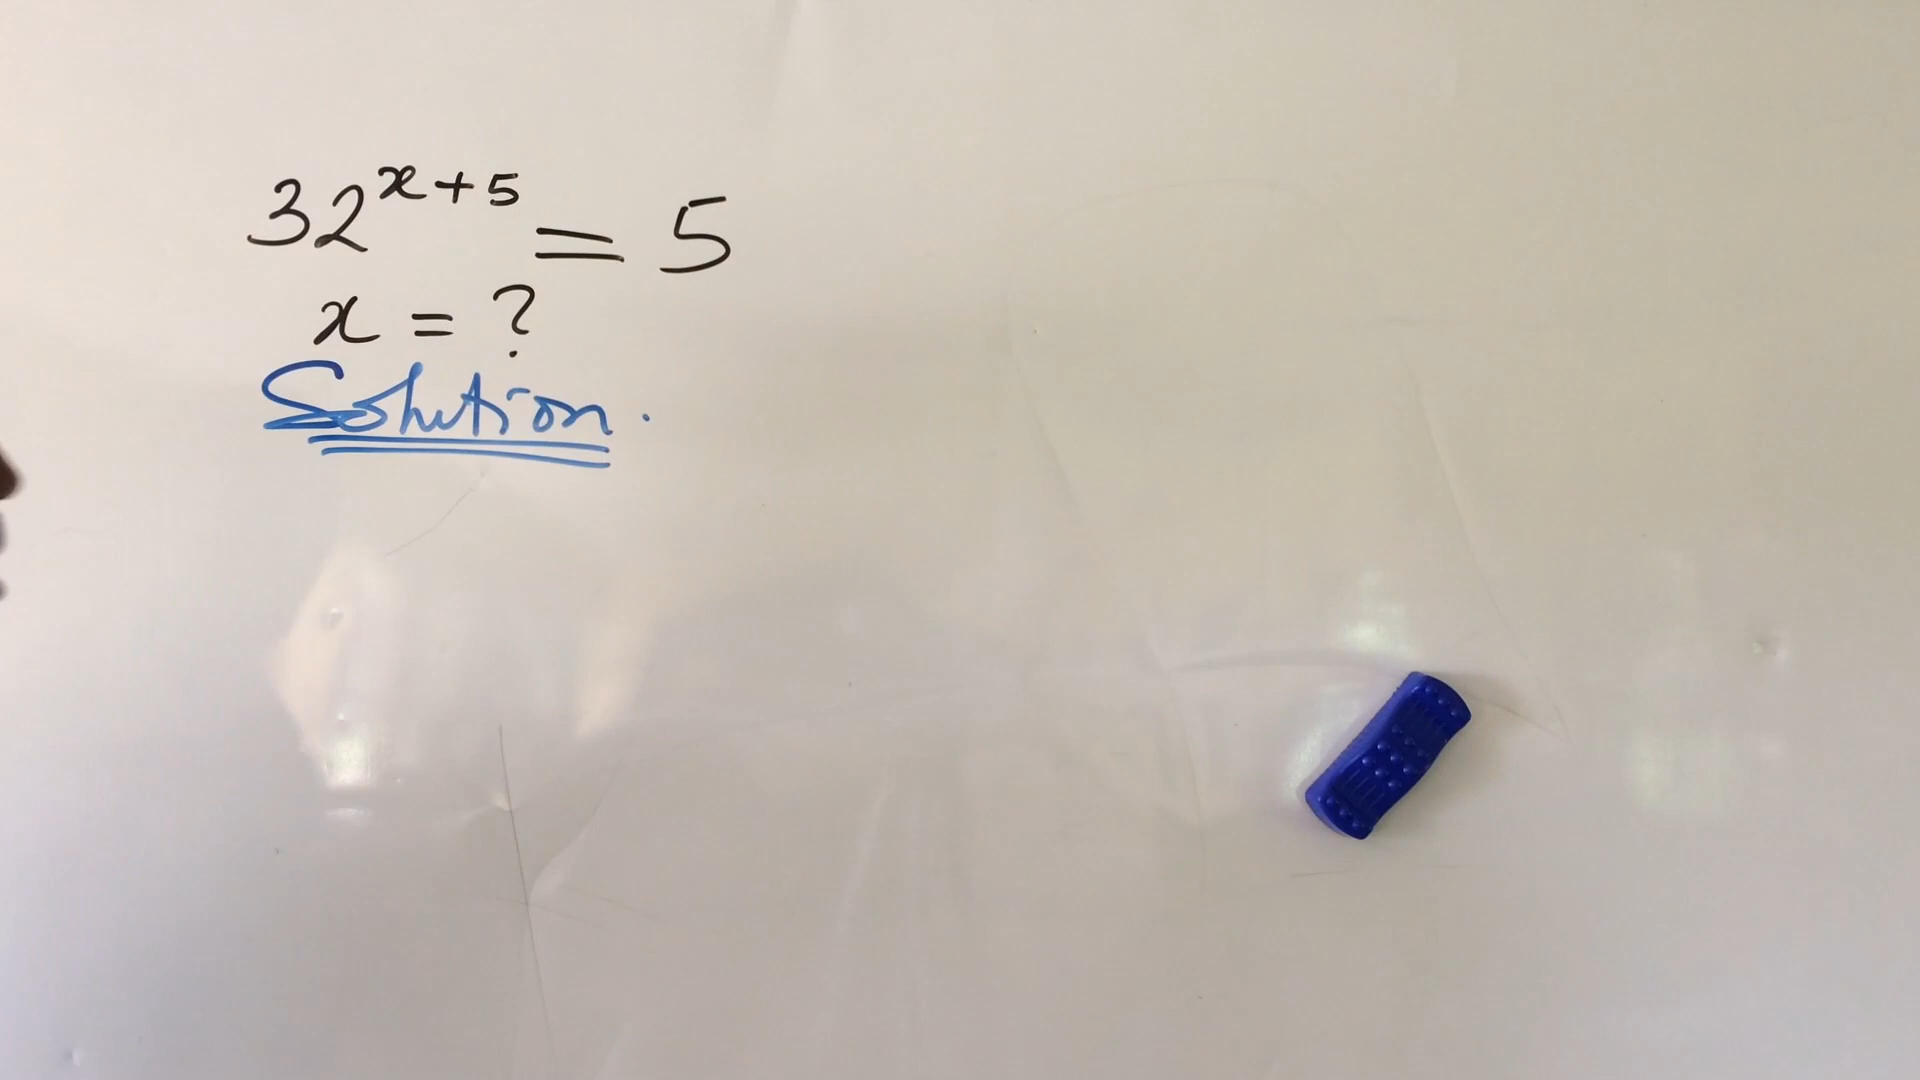 32^{x+5} = 5
x = ?
Solution.